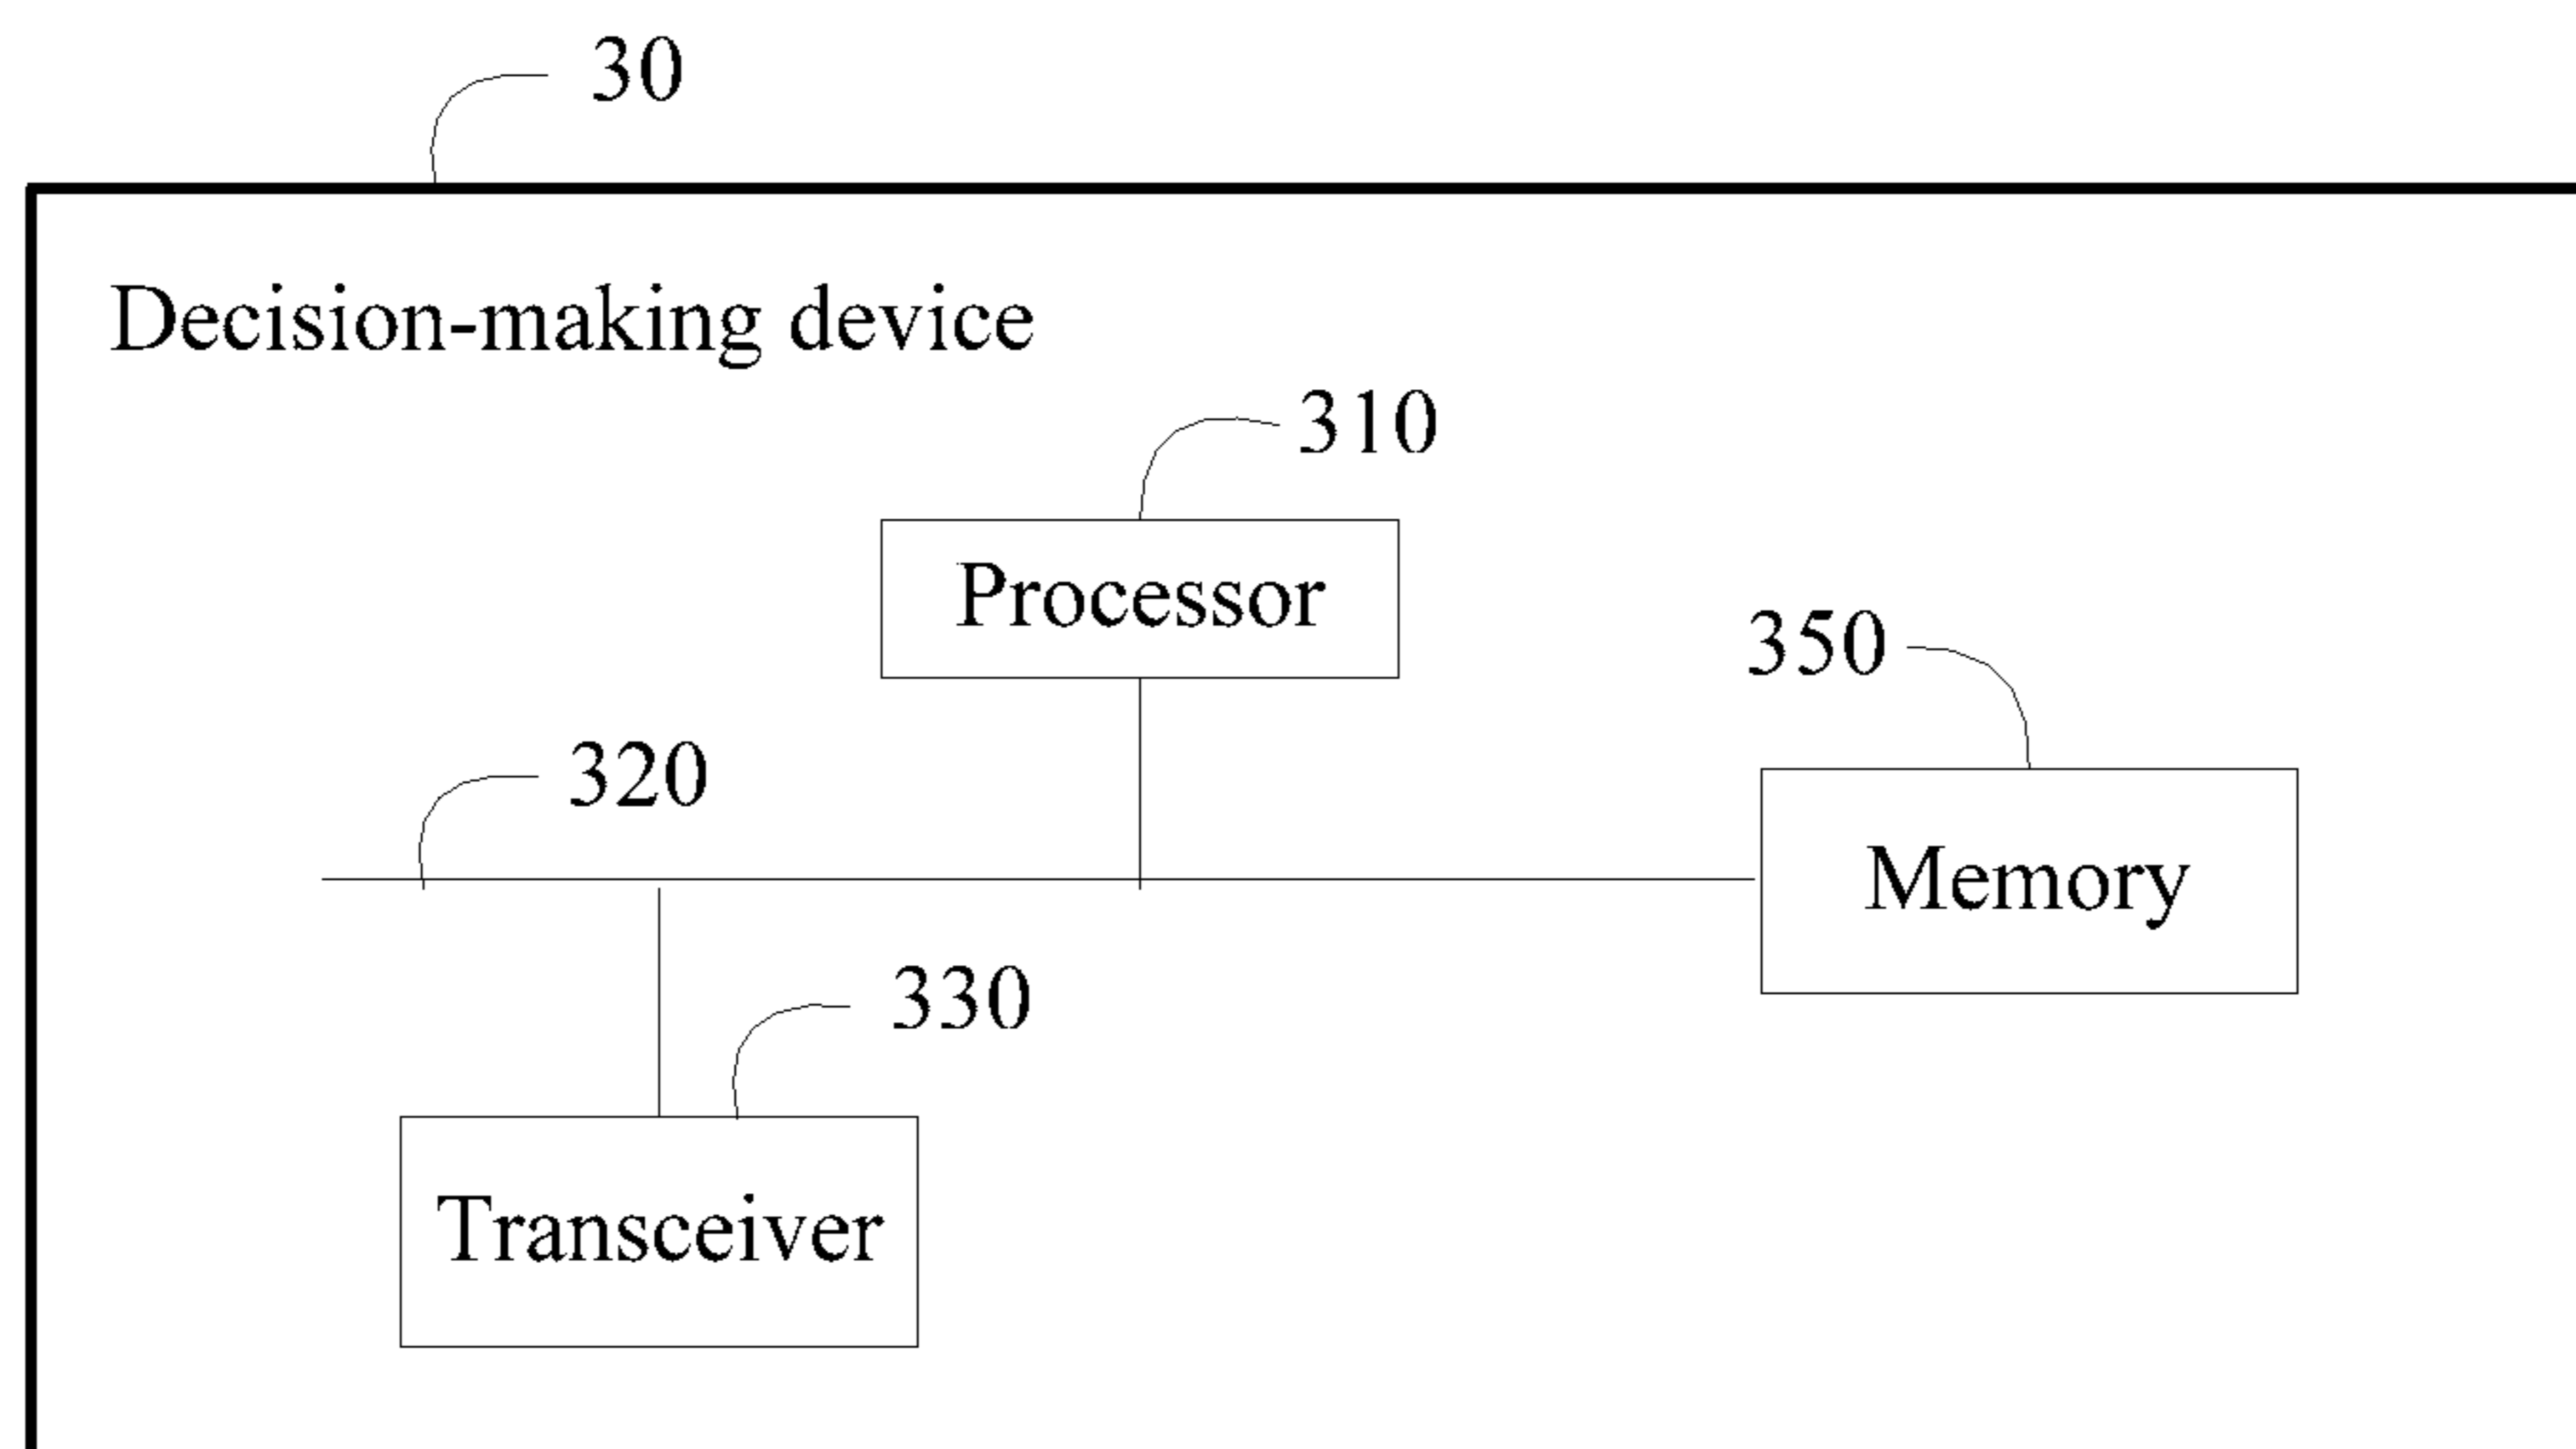 30
Decision-making device
310
Processor
350
320
Memory
330
Transceiver